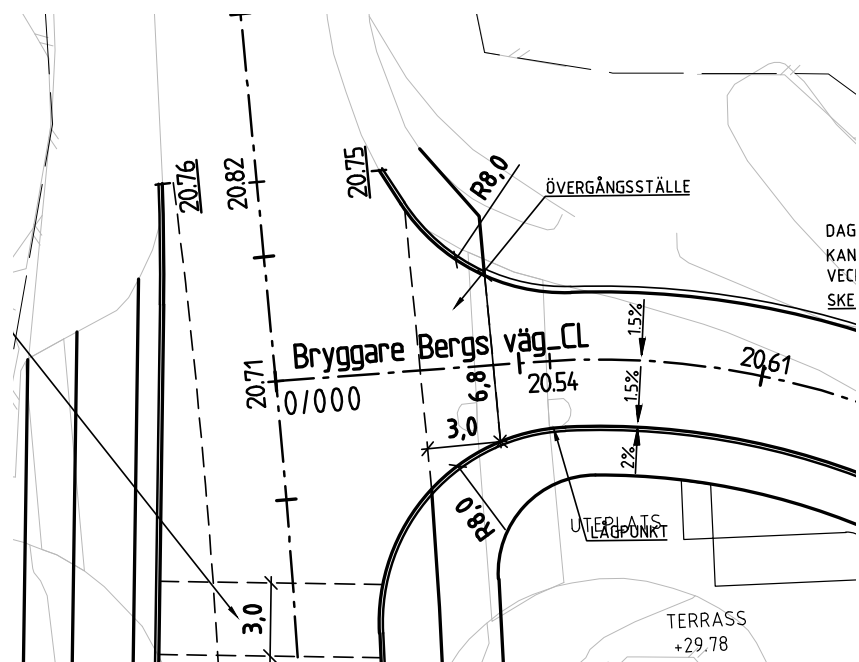 R8,0
20.76
20.82
20.75
ÖVERGÅNGSSTÄLLE
DAG
KAN
VEC
SKE
1.5%
Bryggare Bergs väg_CL
20.61
20.71
0/000
6,8
20.54
1.5%
3,0
2%
R8,0
UTEPLATS
LÅGPUNKT
3,0
TERRASS
+29.78